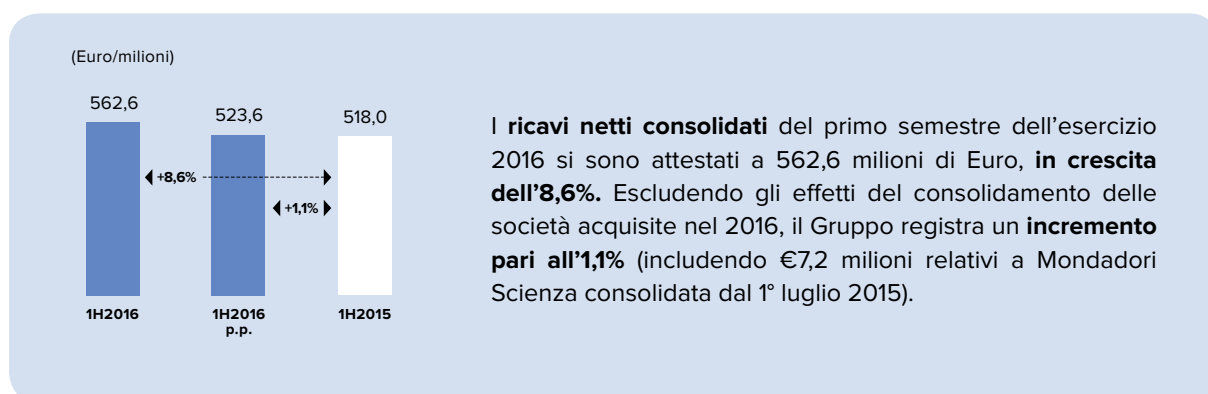 (Euro/milioni)
562,6
523,6
518,0
+8,6%
+1,1%
1H2016
1H2016
p.p.
1H2015
I ricavi netti consolidati del primo semestre dell'esercizio
2016 si sono attestati a 562,6 milioni di Euro, in crescita
dell'8,6%. Escludendo gli effetti del consolidamento delle
società acquisite nel 2016, il Gruppo registra un incremento
pari all'1,1% (includendo €7,2 milioni relativi a Mondadori
Scienza consolidata dal 1° luglio 2015).